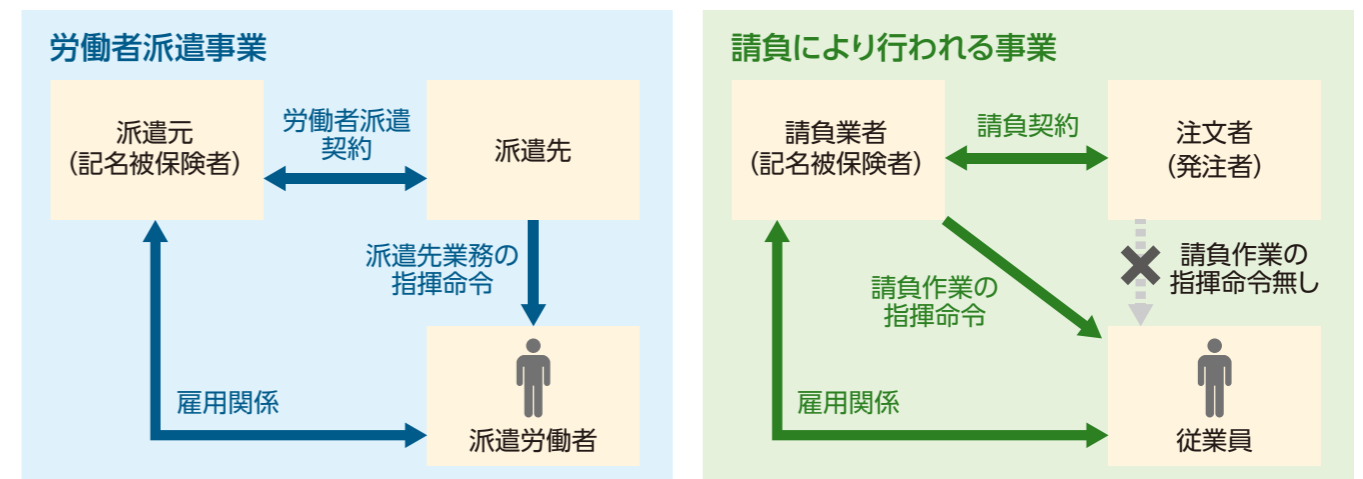 労働者派遣事業
派遣元
（記名被保険者）
労働者派遣
契約
派遣先
派遣先業務の
指揮命令
雇用関係
派遣労働者
請負により行われる事業
請負業者
（記名被保険者）
請負契約
注文者
（発注者）
請負作業の
指揮命令
請負作業の
指揮命令無し
雇用関係
従業員